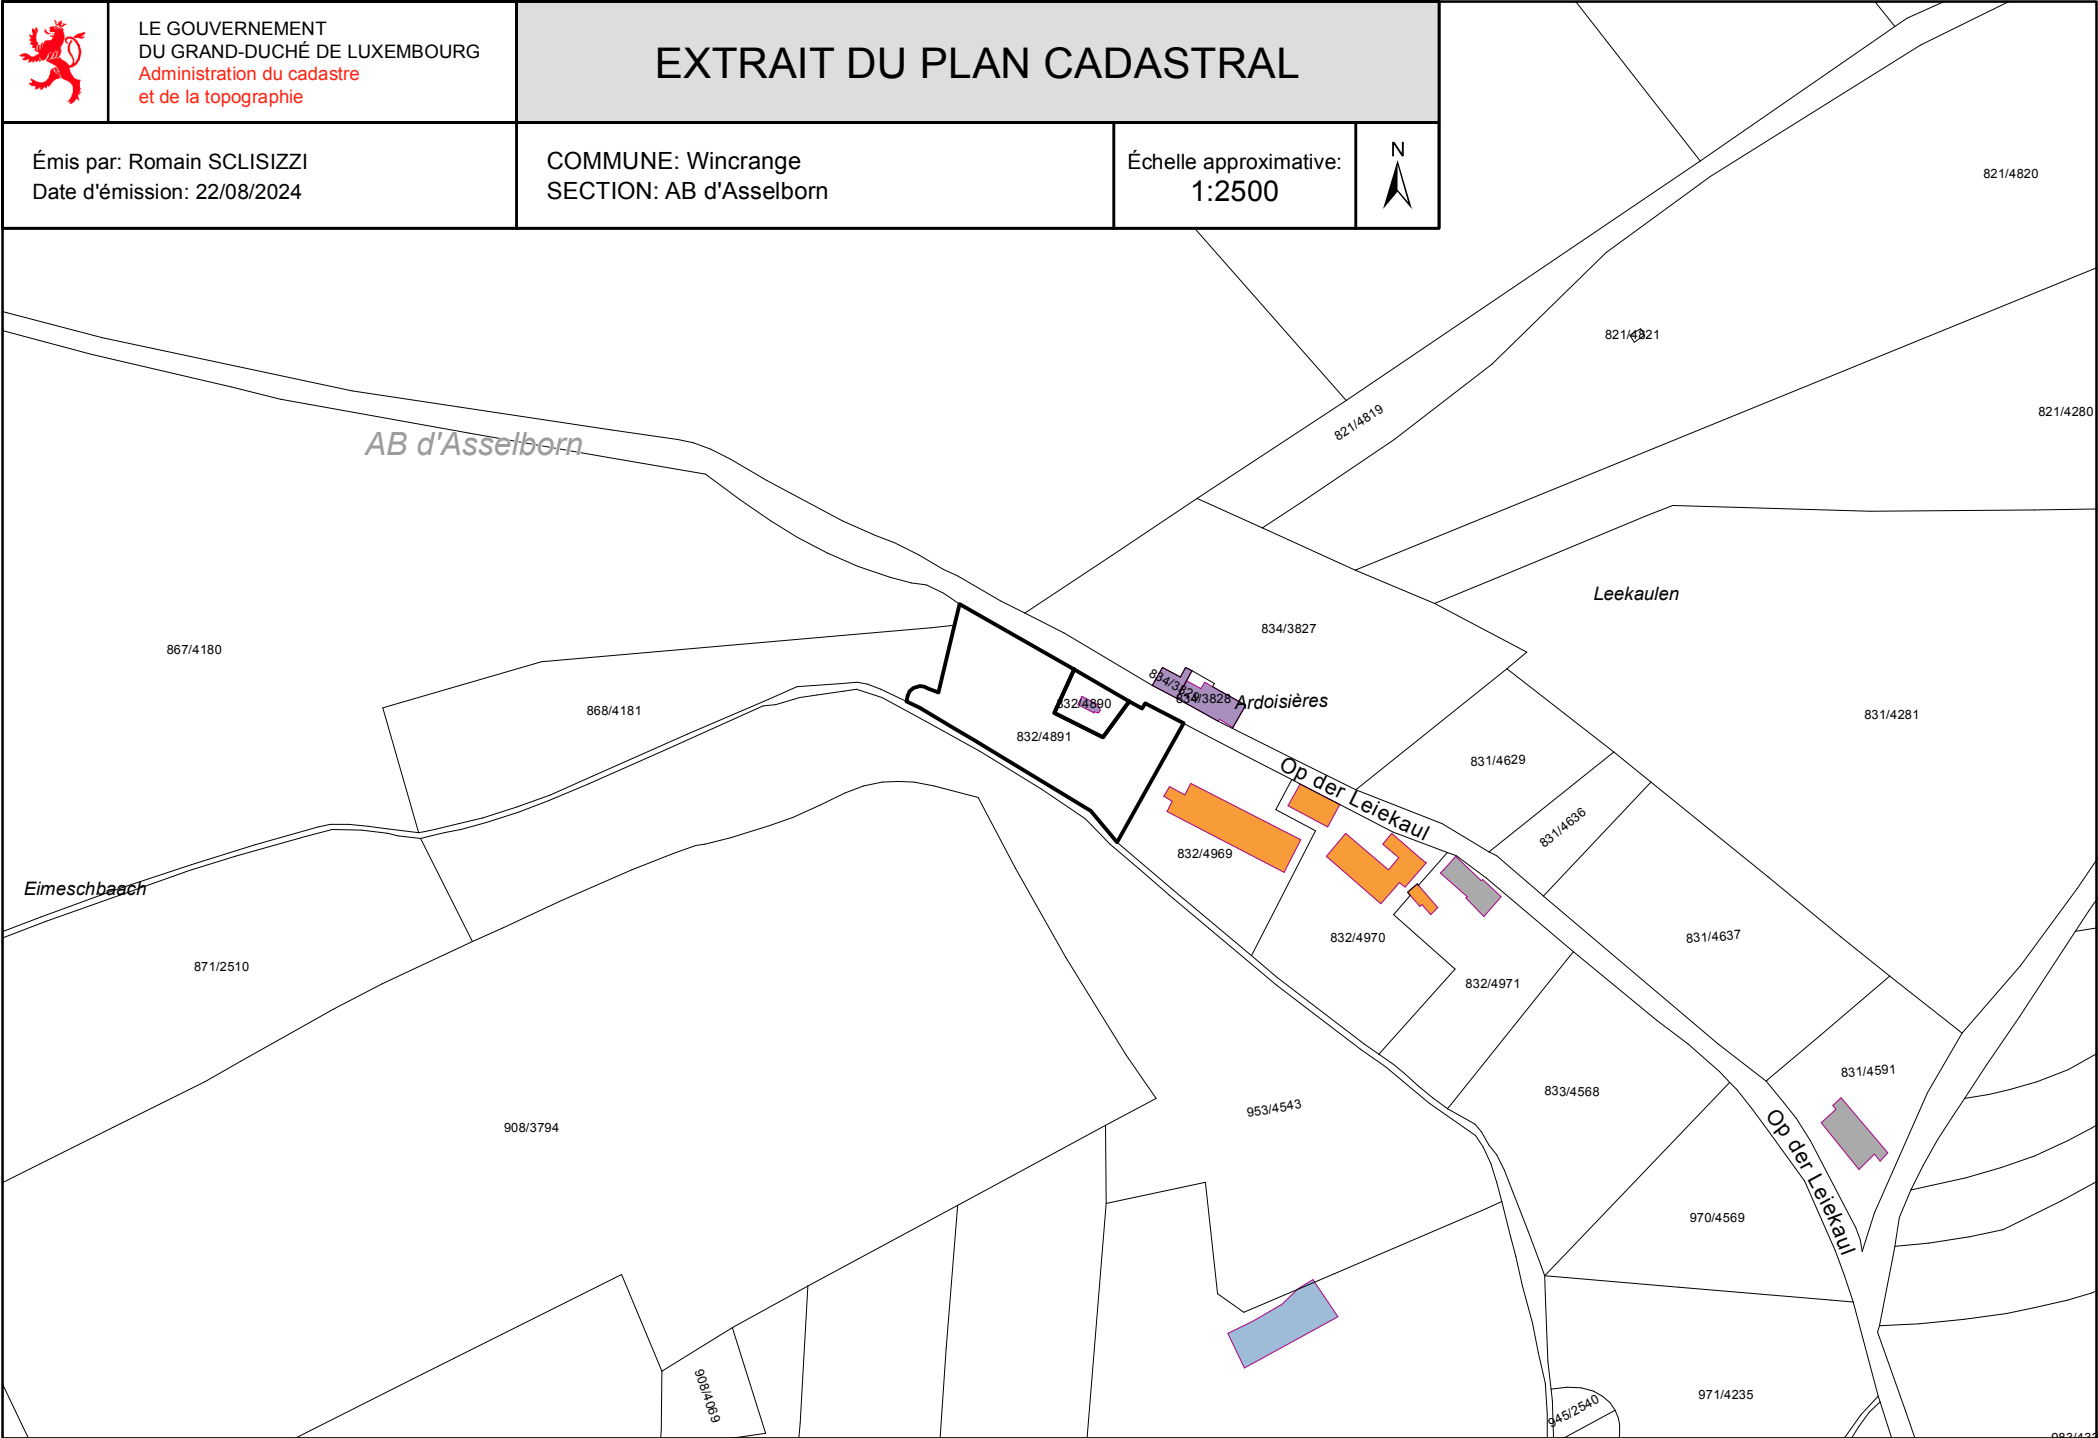 LE GOUVERNEMENT
DU GRAND-DUCHÉ DE LUXEMBOURG
Administration du cadastre
et de la topographie
EXTRAIT DU PLAN CADASTRAL
Émis par: Romain SCLISIZZI
Date d'émission: 22/08/2024
COMMUNE: Wincrange
SECTION: AB d'Asselborn
Échelle approximative:
1:2500
N
821/4820
821/4821
821/4280
821/4819
AB d'Asselborn
Leekaulen
834/3827
867/4180
834/3828
Ardoisières
832/4890
868/4181
831/4281
832/4891
831/4629
Op der Leiekaul
831/4636
832/4969
Eimeschbaach
832/4970
831/4637
871/2510
832/4971
831/4591
833/4568
953/4543
908/3794
Op der Leiekaul
970/4569
908/4069
971/4235
945/2540